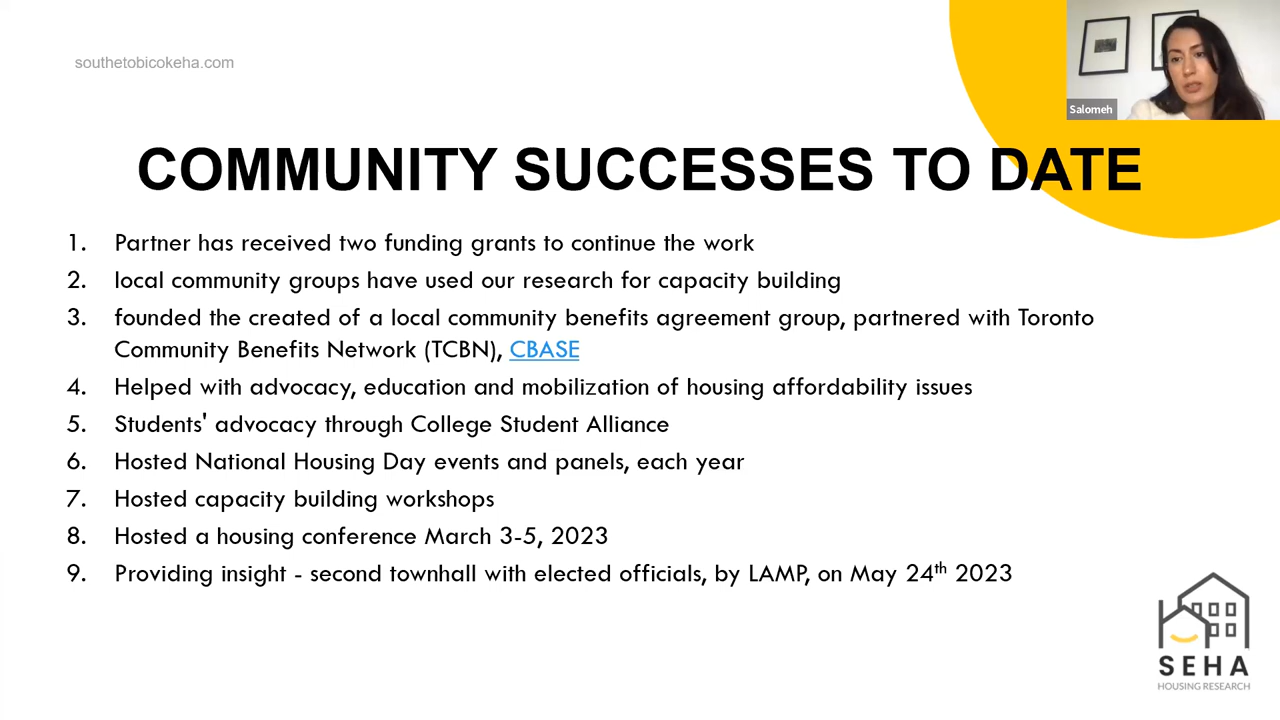 southetobicokeha.com
Salomeh
COMMUNITY SUCCESSES TO DATE
1. Partner has received two funding grants to continue the work
2. local community groups have used our research for capacity building
3. founded the created of a local community benefits agreement group, partnered with Toronto
Community Benefits Network (TCBN), CBASE
4. Helped with advocacy, education and mobilization of housing affordability issues
5. Students' advocacy through College Student Alliance
6. Hosted National Housing Day events and panels, each year
7. Hosted capacity building workshops
8. Hosted a housing conference March 3-5, 2023
9. Providing insight - second townhall with elected officials, by LAMP, on May 24th 2023
SEHA
HOUSING RESEARCH